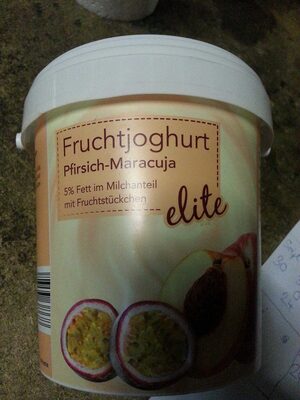 Fruchtjoghurt
Pfirsich-Maracuja
5% Fett im Milchanteil
mit Fruchtstückchen
elite